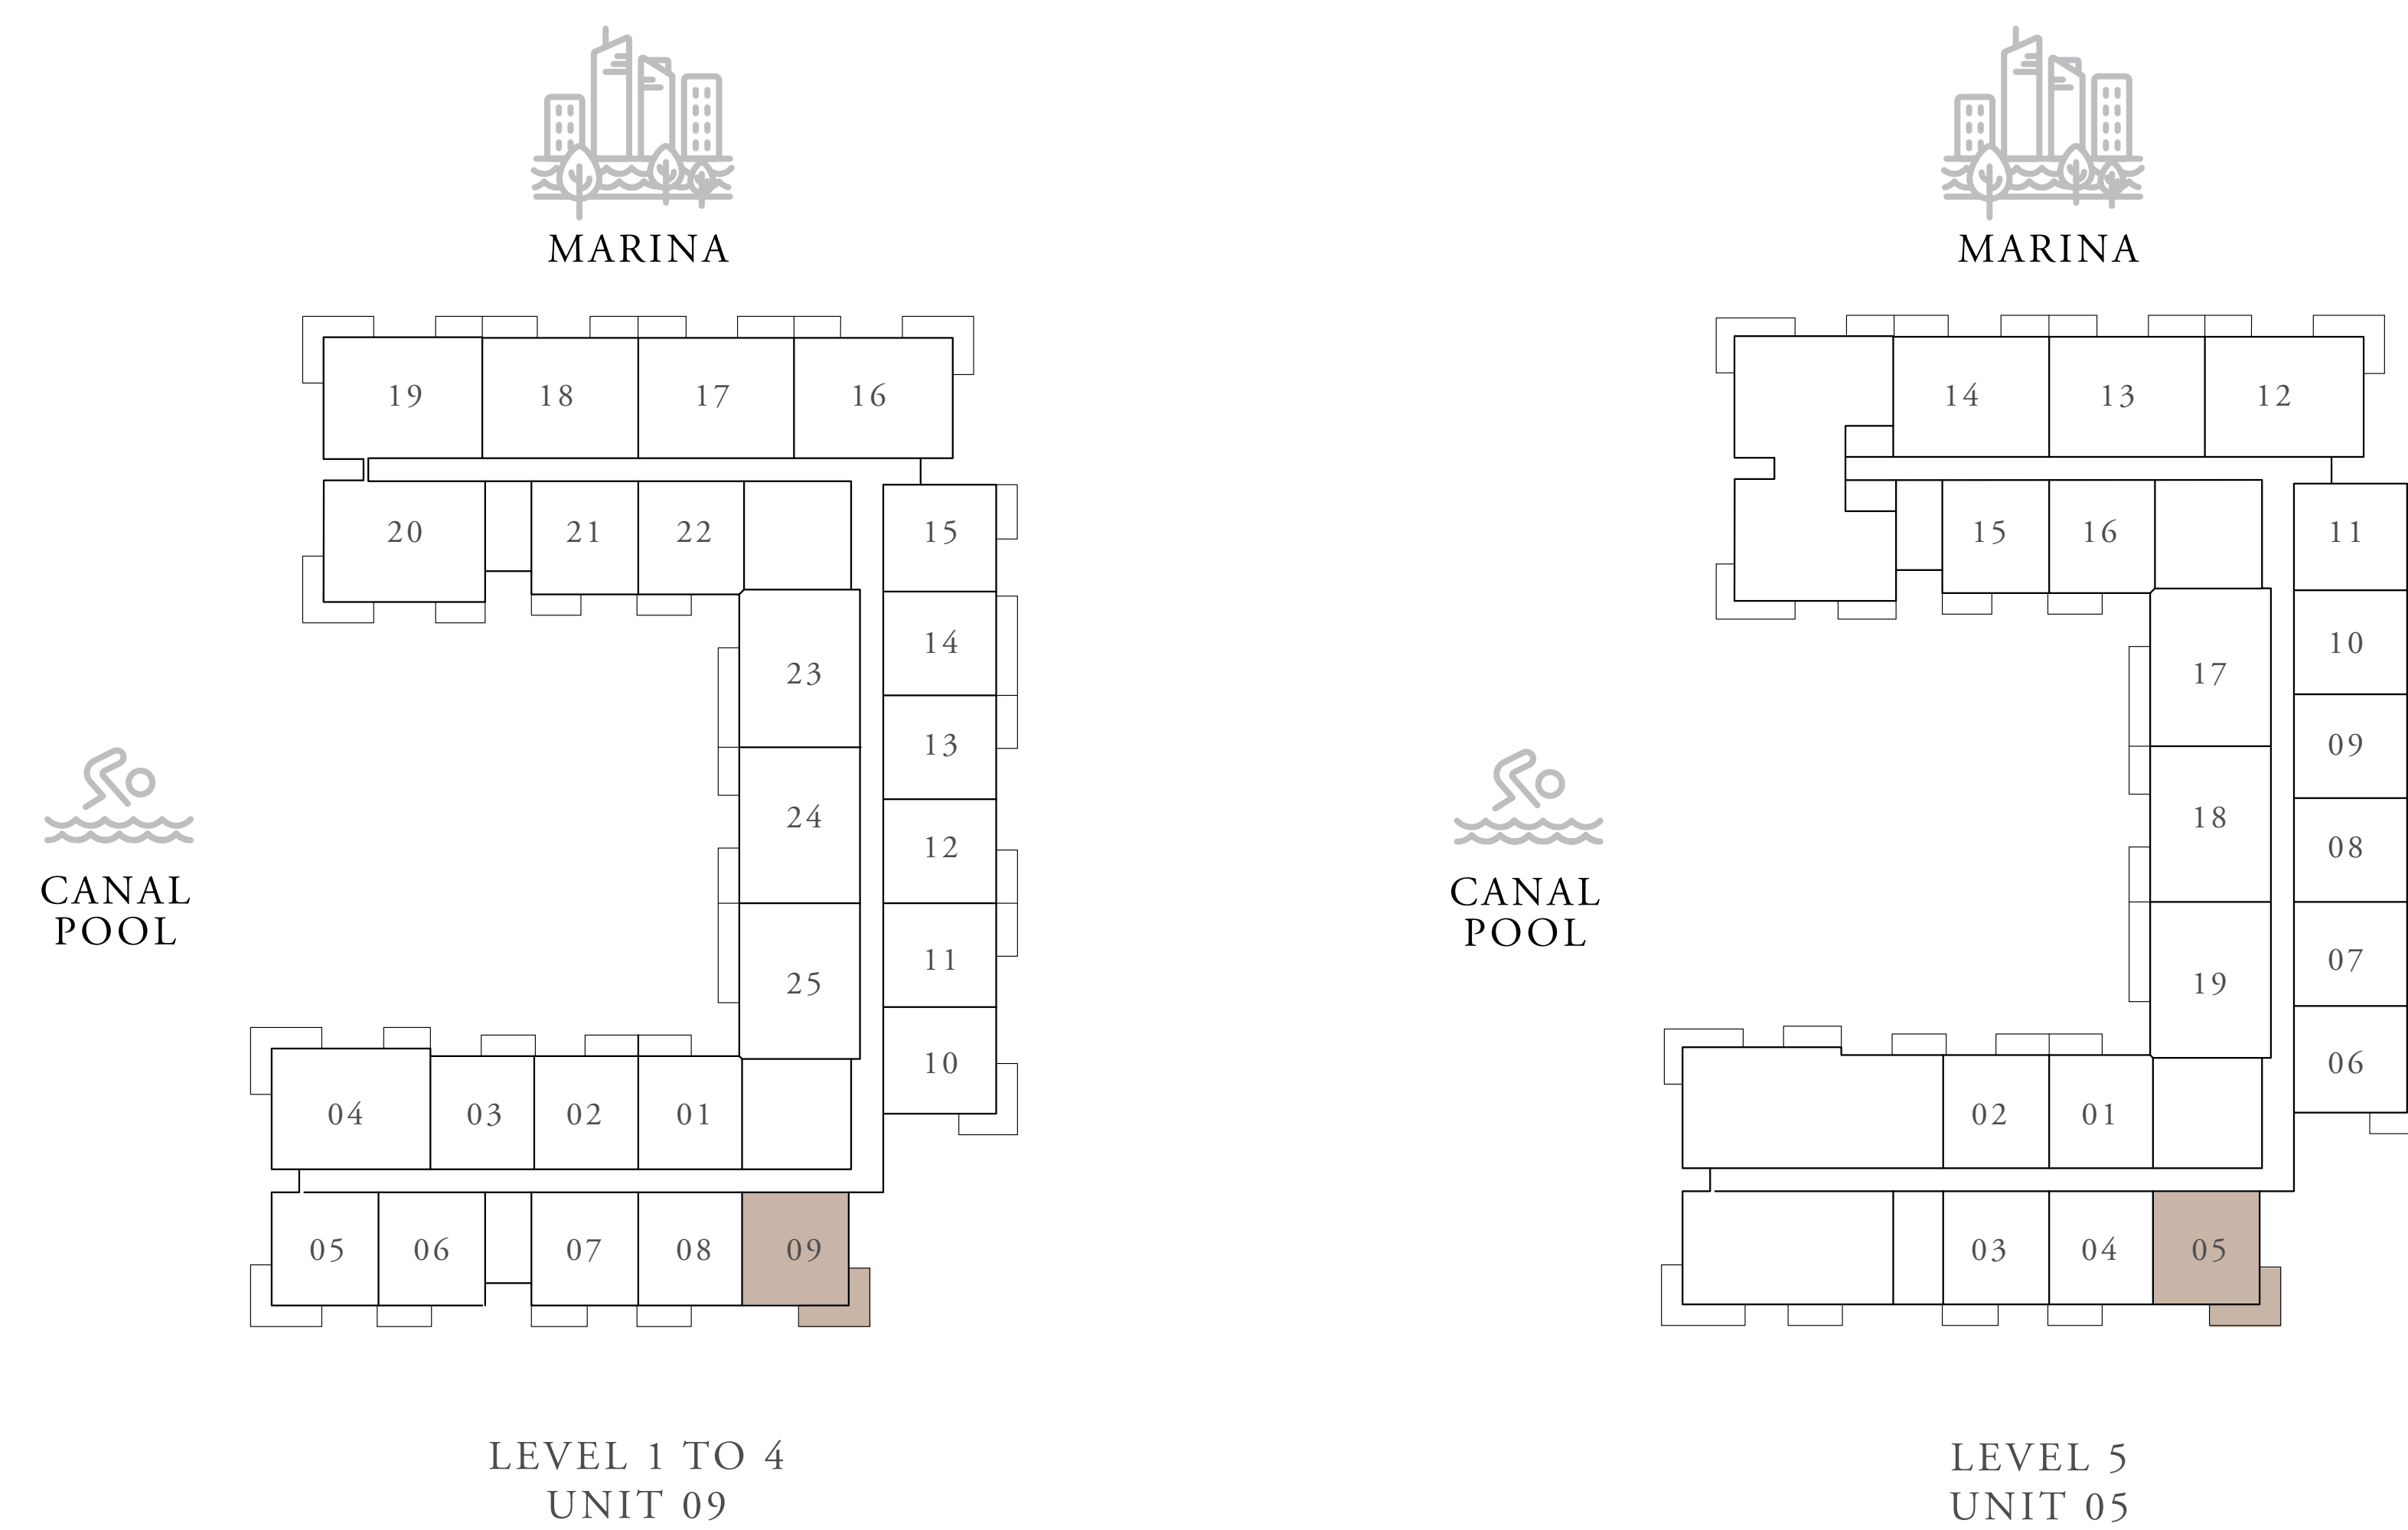 MARINA
19 18 17 16
20 21 22 15
14
23
13
24
12
CANAL
POOL
11
25
10
04 03 02 01
05 06 07 08 09
LEVEL 1 TO 4
UNIT 09
MARINA
14 13 12
15 16 11
10
17
09
18
08
CANAL
POOL
07
19
06
02 01
03 04 05
LEVEL 5
UNIT 05